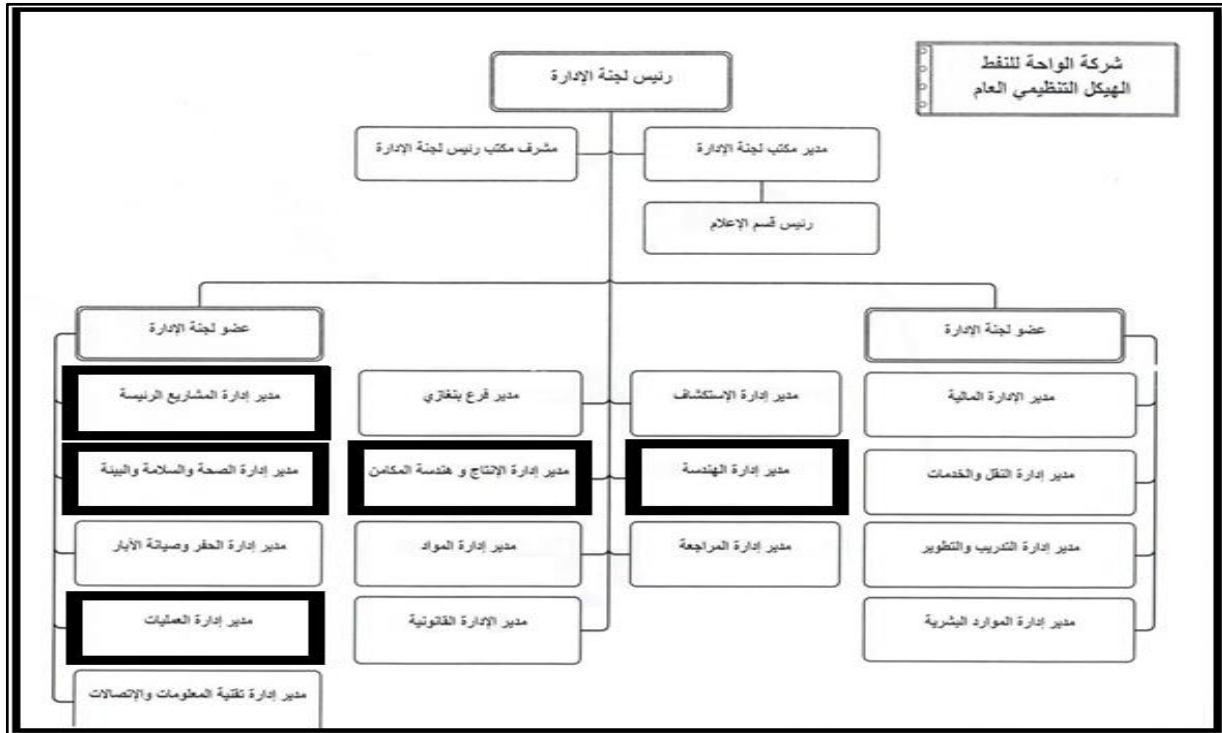 شركة الواحة للنفط
الهيكل التنظيمي العام
رئيس لجنة الإدارة
مدير مكتب لجنة الإدارة
مشرف مكتب رئيس لجنة الإدارة
رئيس قسم الإعلام
عضو لجنة الإدارة
عضو لجنة الإدارة
مدير الإدارة المالية
مدير إدارة الإستكشاف
مدير فرع بنغازي
مدير إدارة المشاريع الرئيسة
مدير إدارة النقل والخدمات
مدير إدارة الهندسة
مدير إدارة الإنتاج و هندسة المكامن
مدير إدارة الصحة والسلامة والبيئة
مدير إدارة التدريب والتطوير
مدير إدارة المراجعة
مدير إدارة المواد
مدير إدارة الحفر وصيانة الآبار
مدير إدارة الموارد البشرية
مدير الإدارة القانونية
مدير إدارة العمليات
مدير إدارة تقنية المعلومات والإتصالات